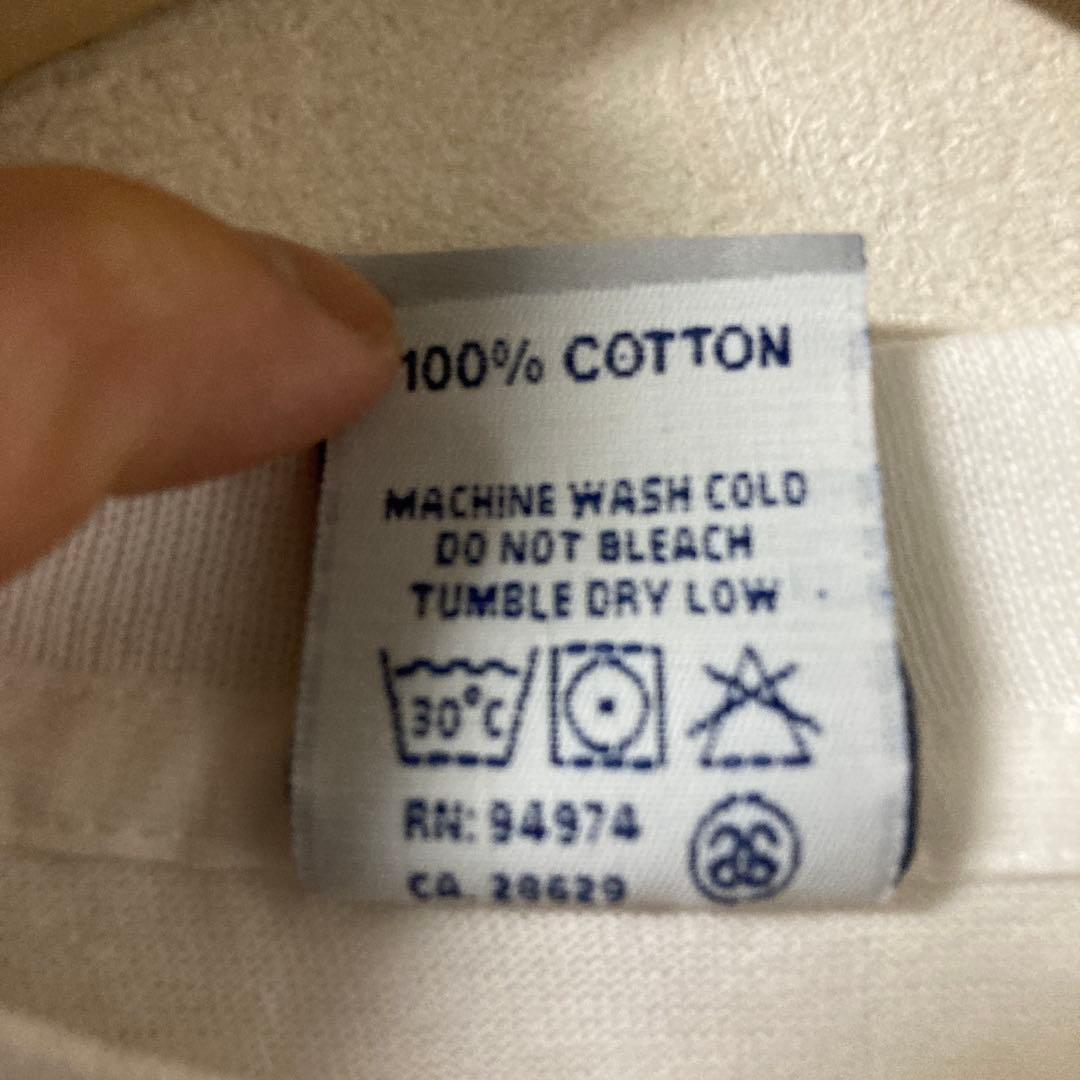 100% COTTON
MACHINE WASH COLD
DO NOT BLEACH
TUMBLE DRY LOW
30°C
RN: 94974
CA. 28629